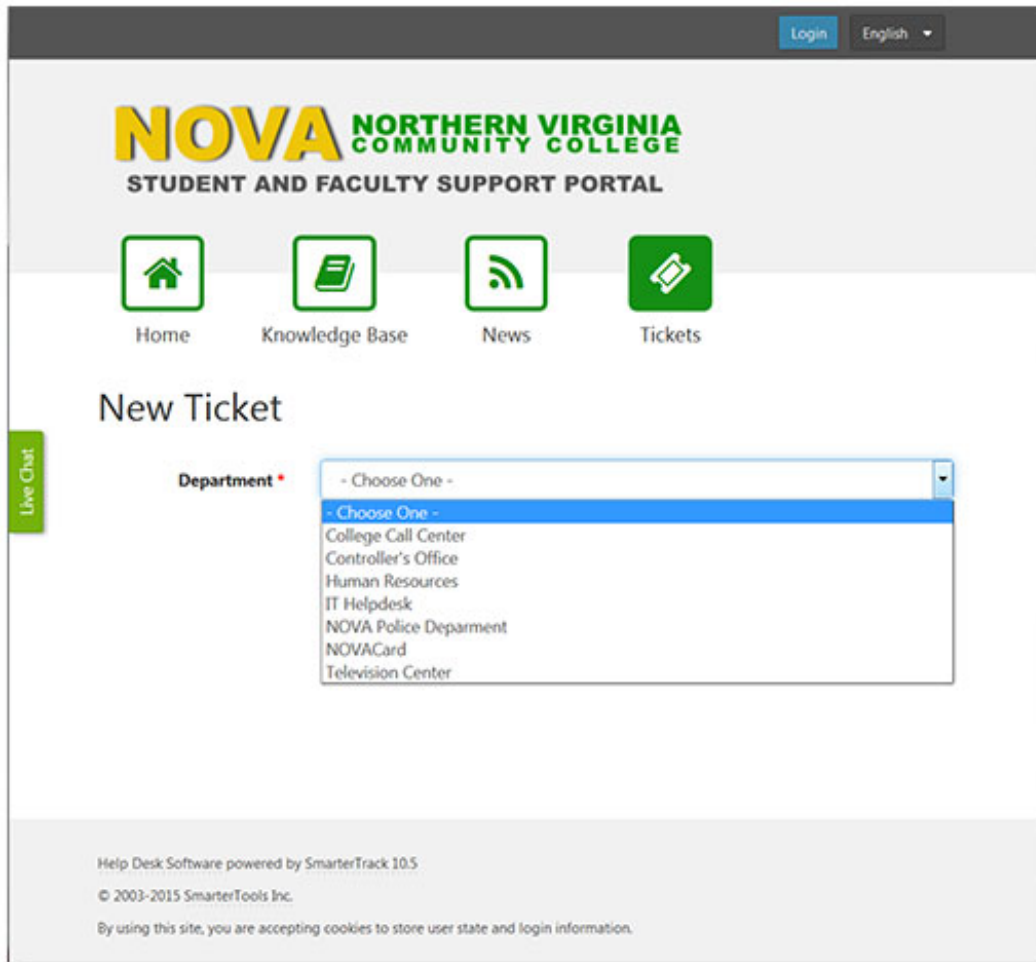 Login English
NOVA NORTHERN VIRGINIA
COMMUNITY COLLEGE
STUDENT AND FACULTY SUPPORT PORTAL
Home Knowledge Base News Tickets
New Ticket
Live Chat
Department * - Choose One -
- Choose One -
College Call Center
Controller's Office
Human Resources
IT Helpdesk
NOVA Police Deparment
NOVACard
Television Center
Help Desk Software powered by SmarterTrack 10.5
© 2003-2015 SmarterTools Inc.
By using this site, you are accepting cookies to store user state and login information.